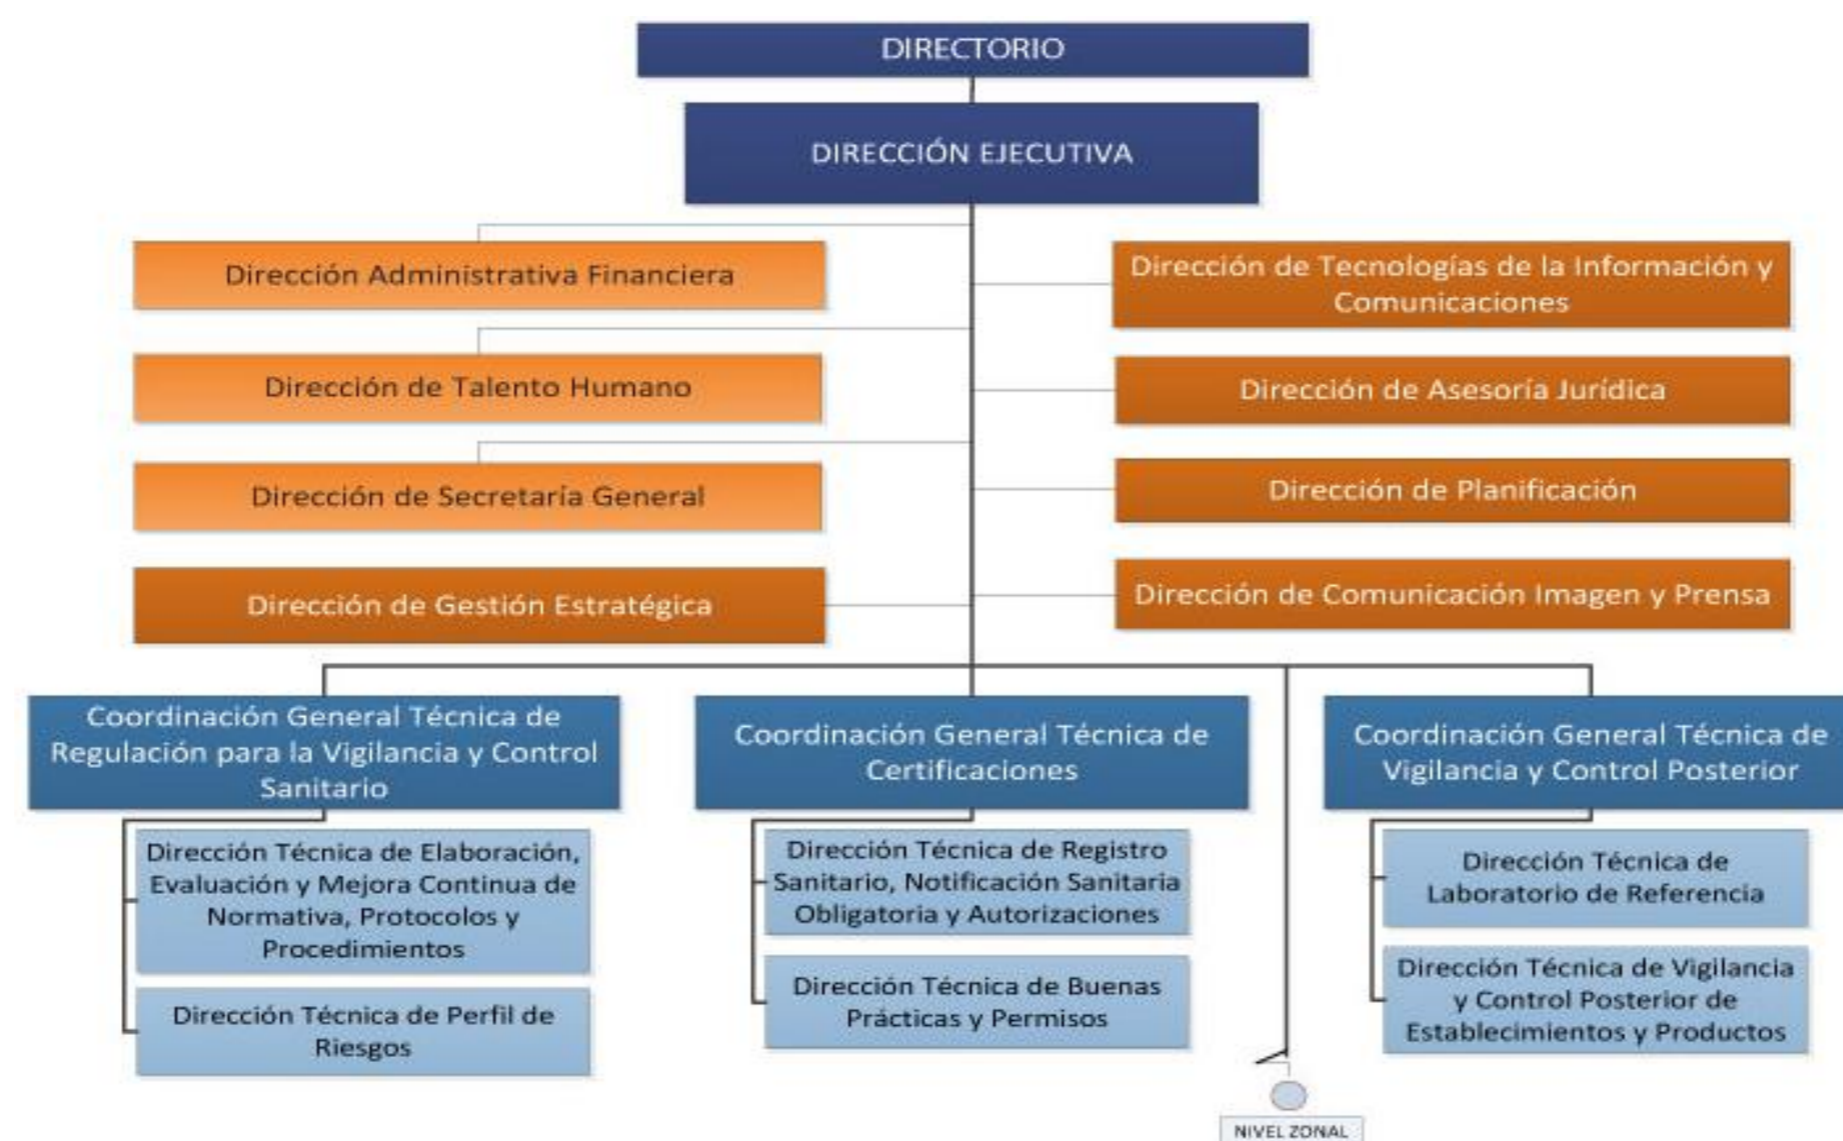 DIRECTORIO
DIRECCIÓN EJECUTIVA
Dirección Administrativa Financiera
Dirección de Tecnologías de la Información y
Comunicaciones
Dirección de Talento Humano
Dirección de Asesoría Jurídica
Dirección de Secretaría General
Dirección de Planificación
Dirección de Gestión Estratégica
Dirección de Comunicación Imagen y Prensa
Coordinación General Técnica de
Regulación para la Vigilancia y Control
Sanitario
Coordinación General Técnica de
Certificaciones
Coordinación General Técnica de
Vigilancia y Control Posterior
Dirección Técnica de Elaboración,
Evaluación y Mejora Continua de
Normativa, Protocolos y
Procedimientos
Dirección Técnica de Perfil de
Riesgos
Dirección Técnica de Registro
Sanitario, Notificación Sanitaria
Obligatoria y Autorizaciones
Dirección Técnica de Buenas
Prácticas y Permisos
Dirección Técnica de
Laboratorio de Referencia
Dirección Técnica de Vigilancia
y Control Posterior de
Establecimientos y Productos
NIVEL ZONAL